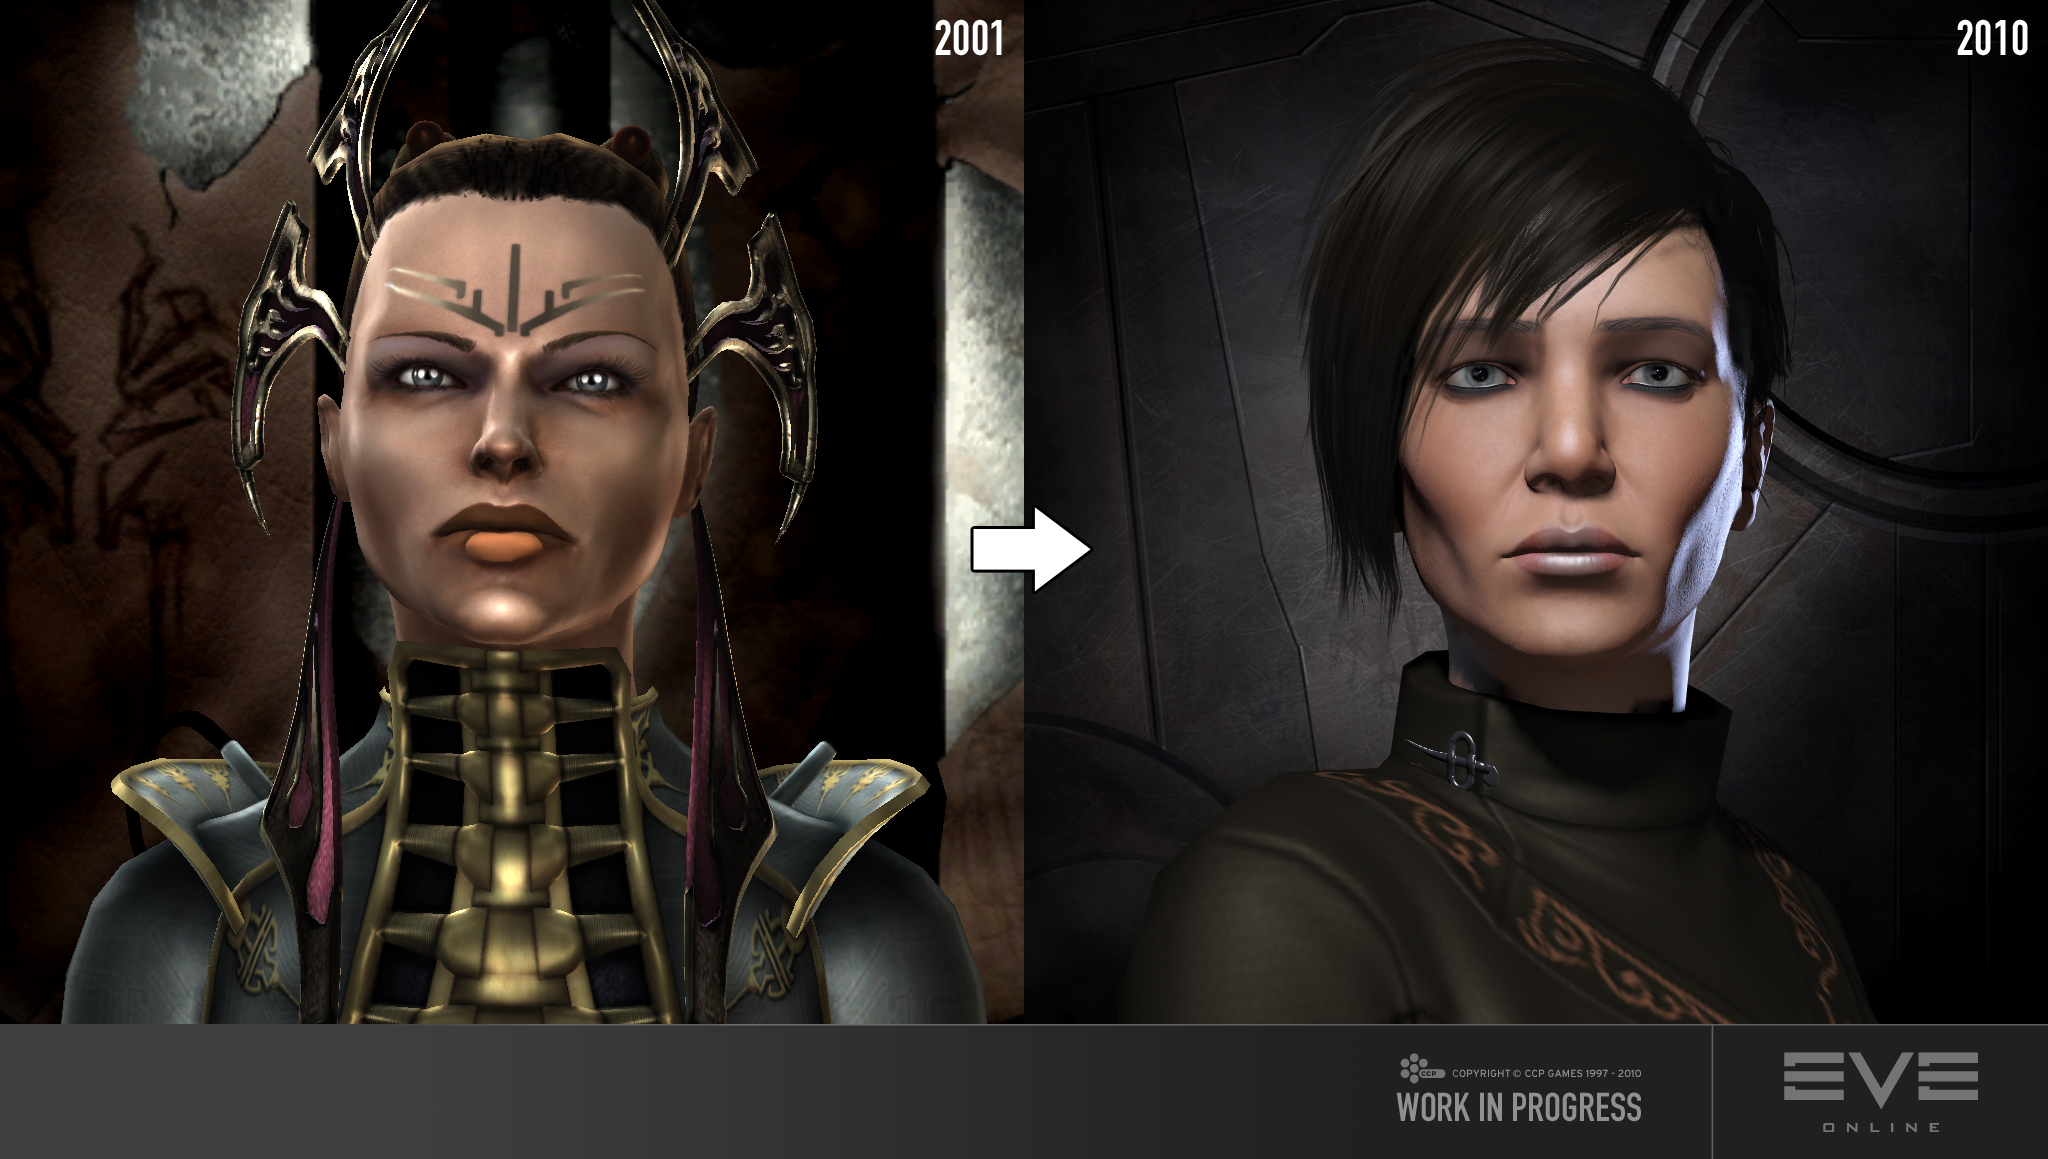 2001
2010
CCP
COPYRIGHT © CCP GAMES 1997 - 2010
WORK IN PROGRESS
EVE
ONLINE